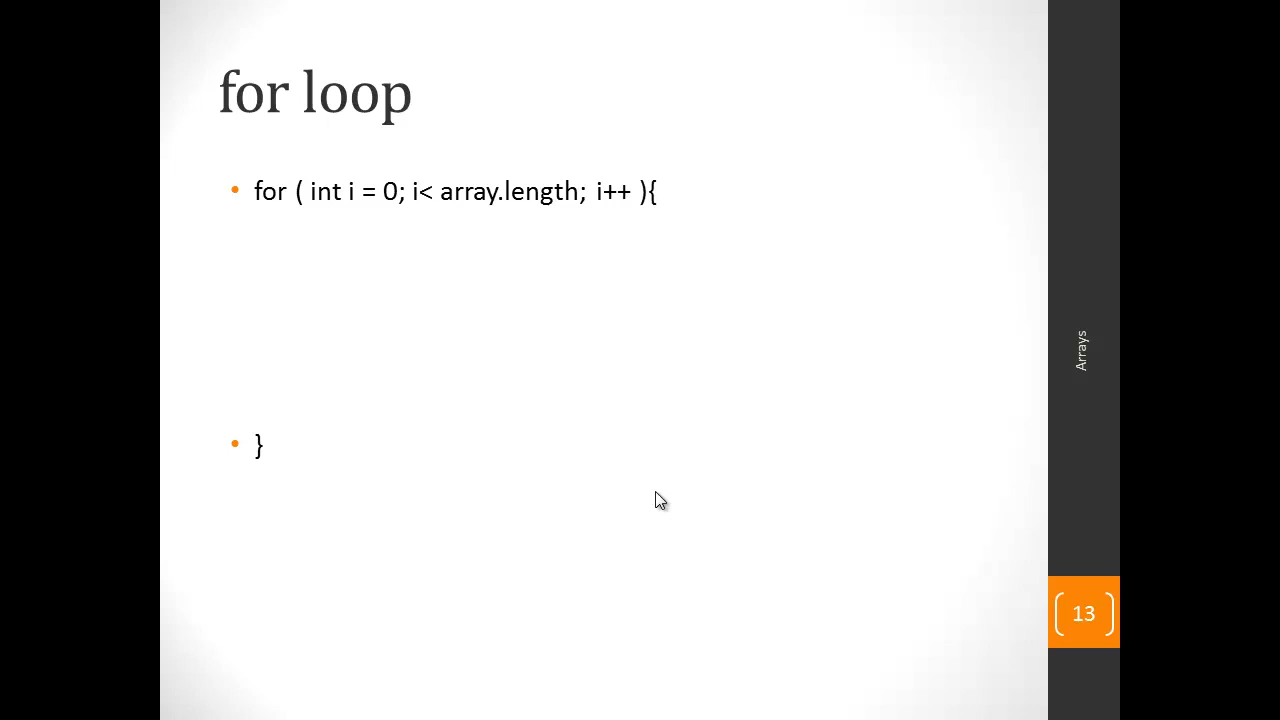 for loop
• for ( int i = 0; i< array.length; i++ ){
• }
Arrays
13